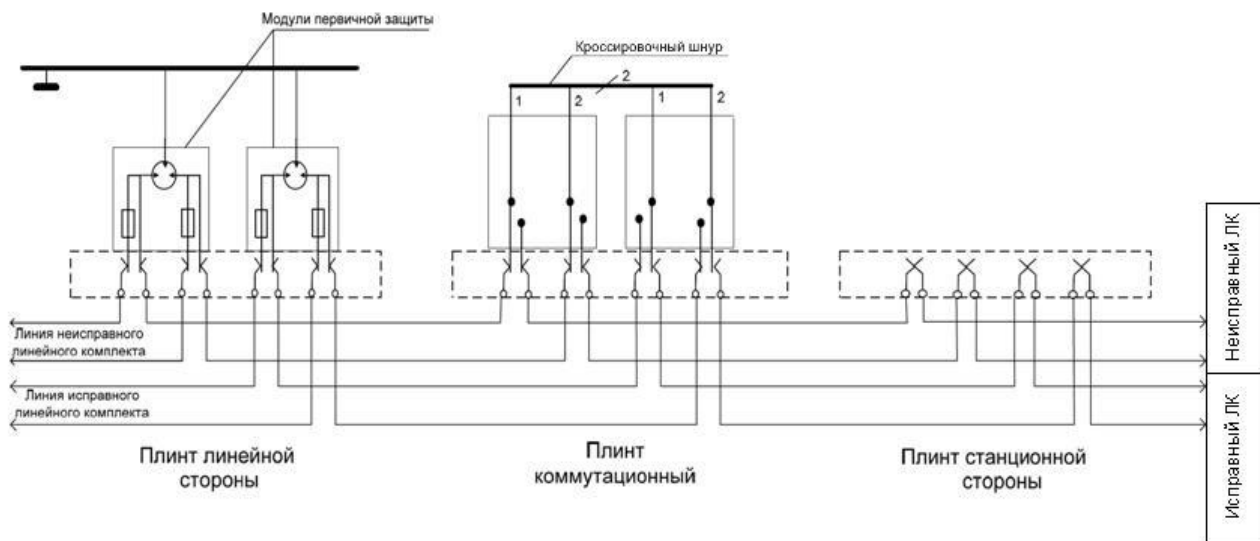 Модули первичной защиты
Кроссировочный шнур
2
1
2
1
2
Линия неисправного
линейного комплекта
Линия исправного
линейного комплекта
Неисправный ЛК
Исправный ЛК
Плинт линейной
стороны
Плинт
коммутационный
Плинт станционной
стороны